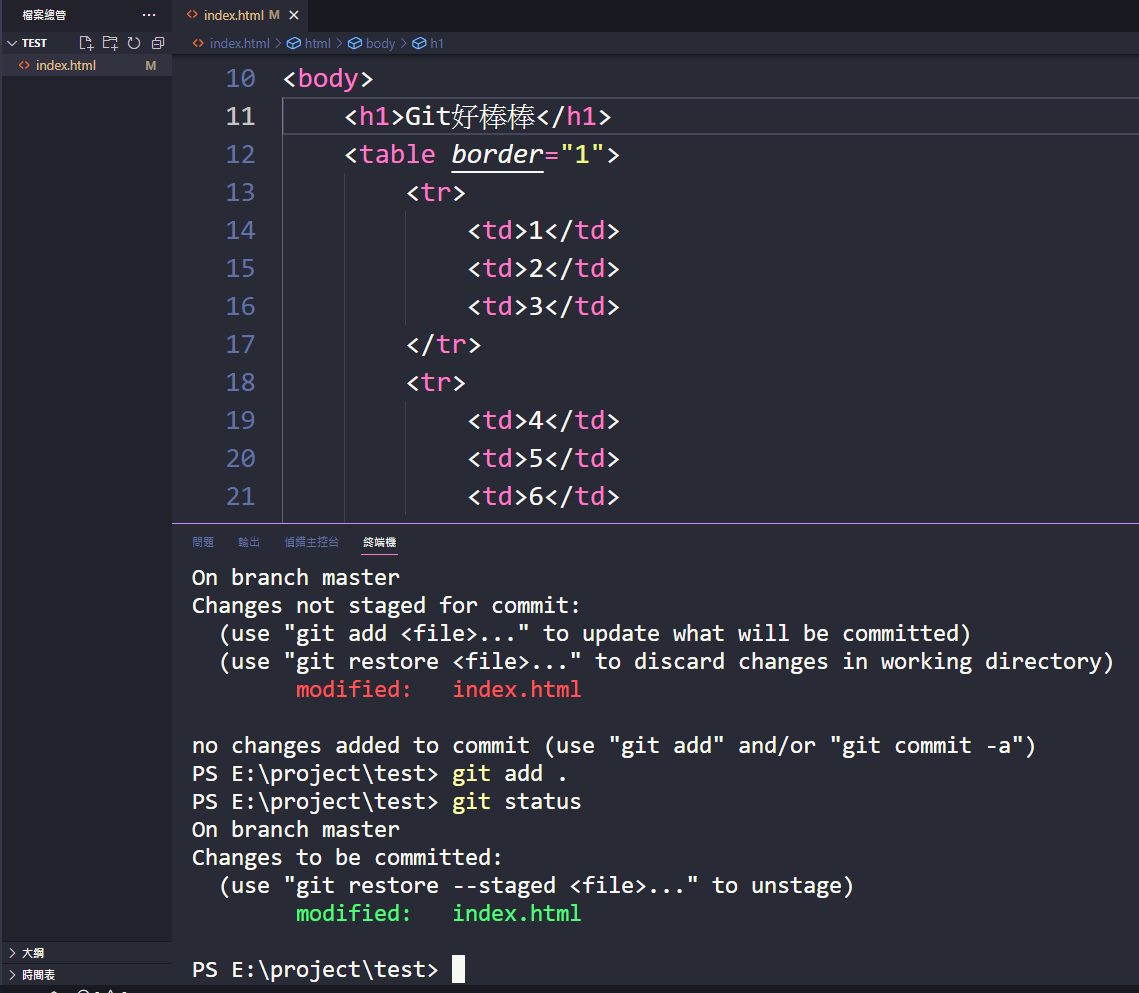 檔案總管 ···
TEST
index.html M
大綱
時間表
index.html M
index.html > html > body > h1
10 <body>
11 <h1>Git好棒棒</h1>
12 <table border="1">
13 <tr>
14 <td>1</td>
15 <td>2</td>
16 <td>3</td>
17 </tr>
18 <tr>
19 <td>4</td>
20 <td>5</td>
21 <td>6</td>
問題 輸出 偵錯主控台 終端機
On branch master
Changes not staged for commit:
(use "git add <file>..." to update what will be committed)
(use "git restore <file>..." to discard changes in working directory)
modified: index.html
no changes added to commit (use "git add" and/or "git commit -a")
PS E:\project\test> git add .
PS E:\project\test> git status
On branch master
Changes to be committed:
(use "git restore --staged <file>..." to unstage)
modified: index.html
PS E:\project\test>